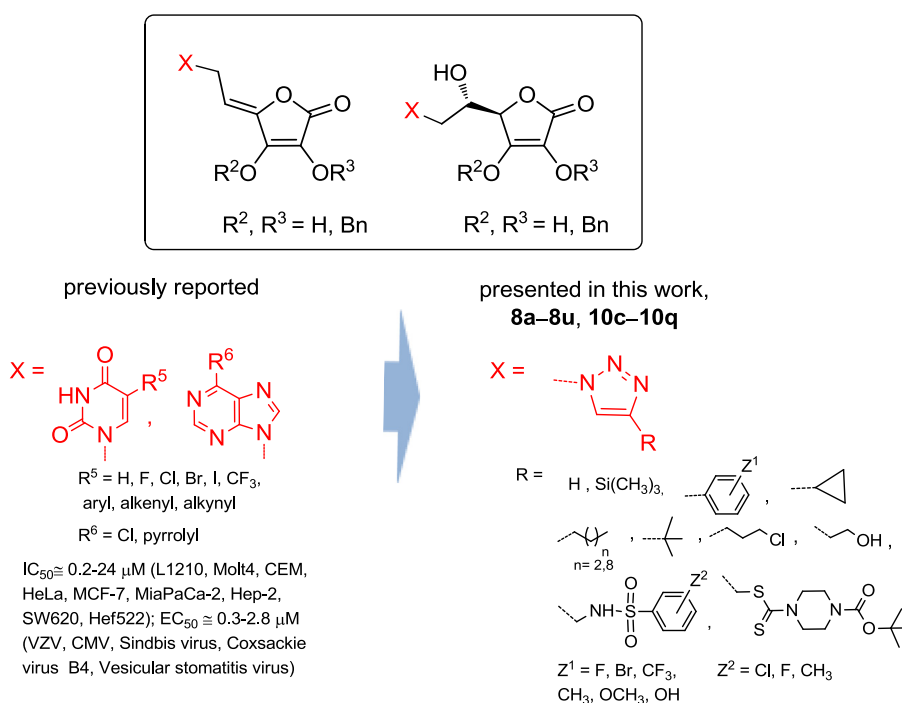 X
O
O
R²O
OR³
R², R³ = H, Bn
HO
X
O
O
R²O
OR³
R², R³ = H, Bn
previously reported
presented in this work,
8a–8u, 10c–10q
X =
O
R⁵
HN
O
N
,
R⁶
N
N
N
N
R⁵ = H, F, Cl, Br, I, CF₃,
aryl, alkenyl, alkynyl
R⁶ = Cl, pyrrolyl
IC₅₀≅ 0.2-24 μM (L1210, Molt4, CEM,
HeLa, MCF-7, MiaPaCa-2, Hep-2,
SW620, Hef522); EC₅₀ ≅ 0.3-2.8 μM
(VZV, CMV, Sindbis virus, Coxsackie
virus B4, Vesicular stomatitis virus)
X =
N
N
N
R
R = H , Si(CH₃)₃,
Z¹
,
( )n
n= 2,8
,
,
Cl ,
OH ,
NH
O
S
O
Z²
,
S
S
N
N
O
O
Z¹ = F, Br, CF₃,
CH₃, OCH₃, OH
Z² = Cl, F, CH₃